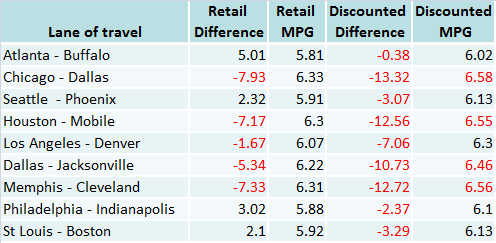 Lane of travel Retail Difference Retail MPG Discounted Difference Discounted MPG
Atlanta - Buffalo 5.01 5.81 -0.38 6.02
Chicago - Dallas -7.93 6.33 -13.32 6.58
Seattle - Phoenix 2.32 5.91 -3.07 6.13
Houston - Mobile -7.17 6.3 -12.56 6.55
Los Angeles - Denver -1.67 6.07 -7.06 6.3
Dallas - Jacksonville -5.34 6.22 -10.73 6.46
Memphis - Cleveland -7.33 6.31 -12.72 6.56
Philadelphia - Indianapolis 3.02 5.88 -2.37 6.1
St Louis - Boston 2.1 5.92 -3.29 6.13